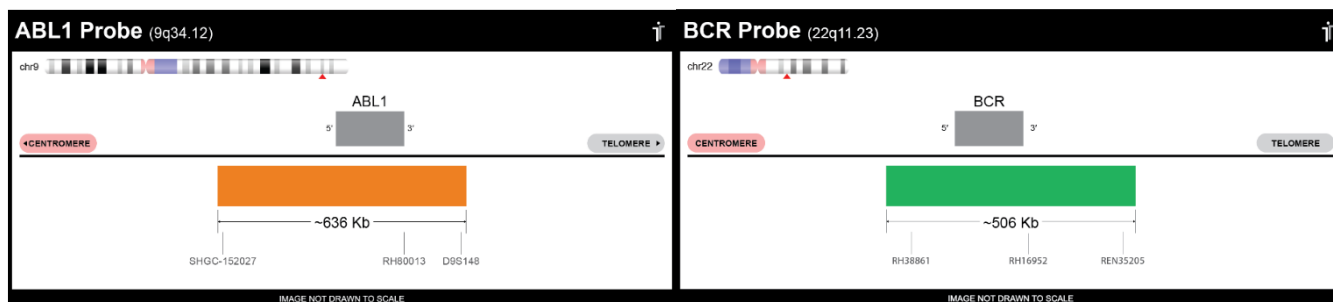 ABL1 Probe (9q34.12)
chr9
ABL1
5' 3'
◂CENTROMERE
TELOMERE ▸
~636 Kb
SHGC-152027
RH80013
D9S148
IMAGE NOT DRAWN TO SCALE
BCR Probe (22q11.23)
chr22
BCR
5' 3'
CENTROMERE
TELOMERE
~506 Kb
RH38861
RH16952
REN35205
IMAGE NOT DRAWN TO SCALE